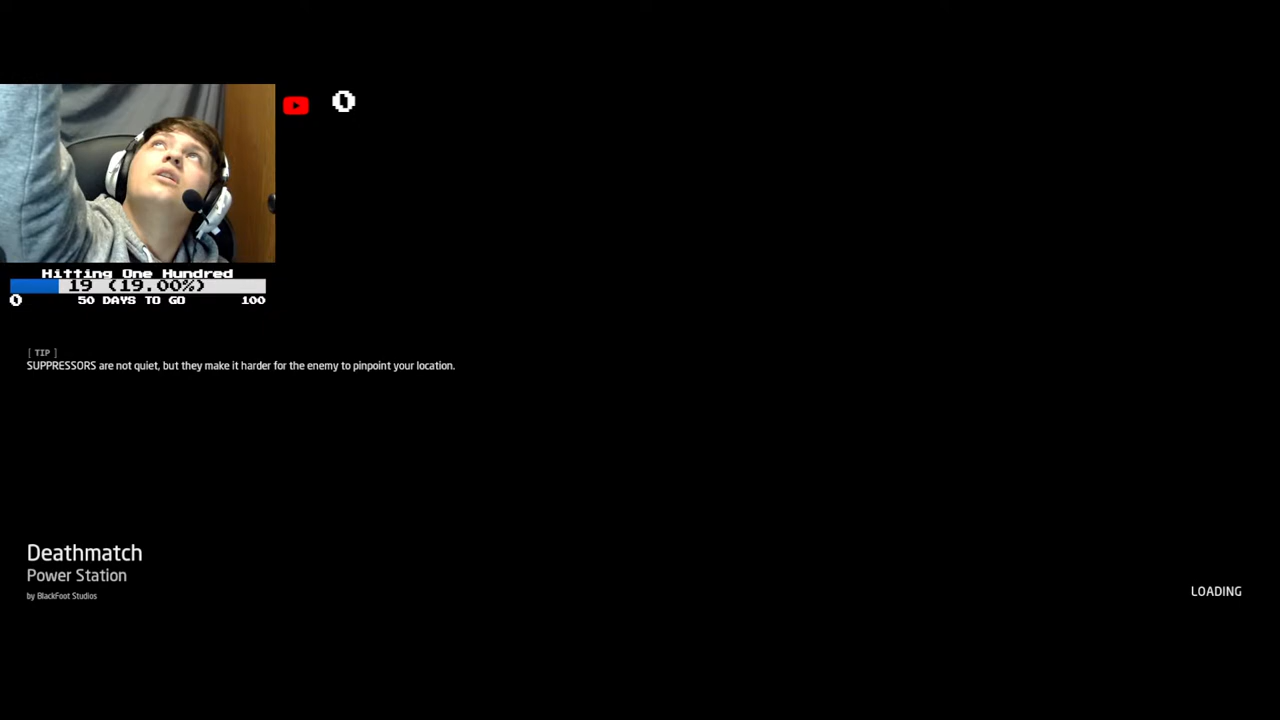 Hitting One Hundred
19 (19.00%)
0 50 DAYS TO GO 100
[ TIP ]
SUPPRESSORS are not quiet, but they make it harder for the enemy to pinpoint your location.
Deathmatch
Power Station
by BlackFoot Studios
LOADING
0